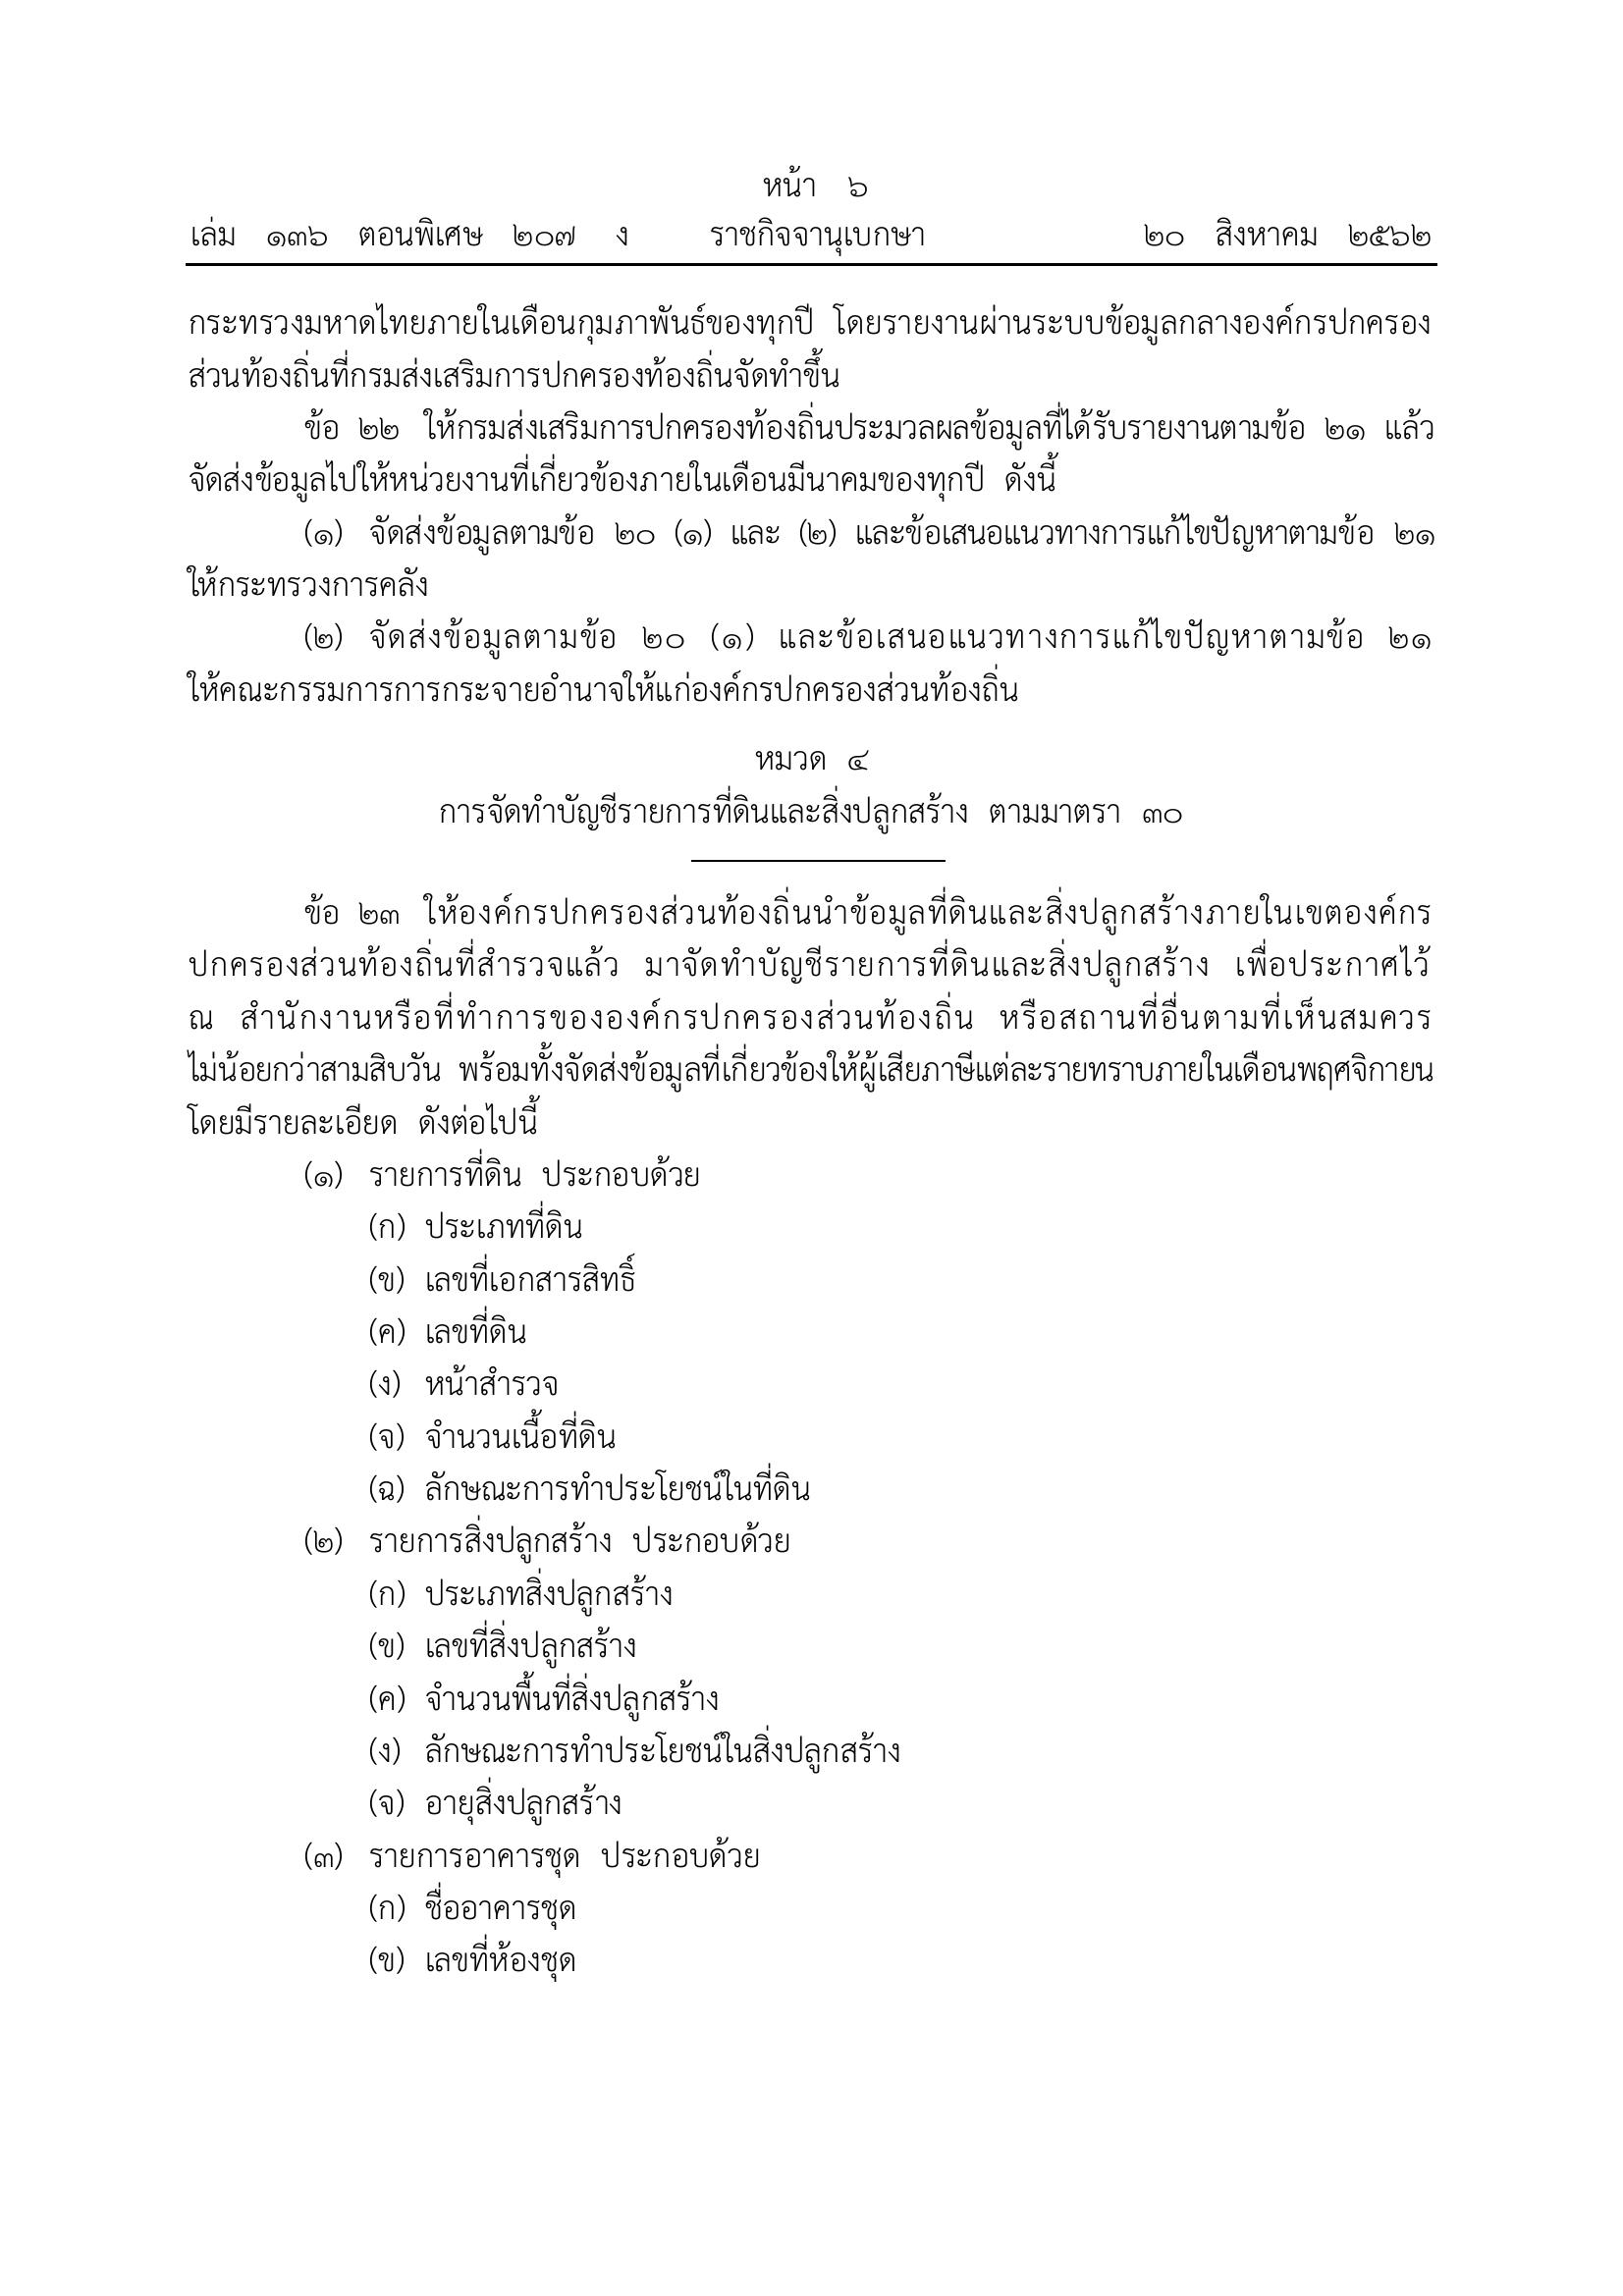 หน้า ๖
เล่ม ๑๓๖ ตอนพิเศษ ๒๐๗ ง ราชกิจจานุเบกษา ๒๐ สิงหาคม ๒๕๖๒
กระทรวงมหาดไทยภายในเดือนกุมภาพันธ์ของทุกปี โดยรายงานผ่านระบบข้อมูลกลางองค์กรปกครอง
ส่วนท้องถิ่นที่กรมส่งเสริมการปกครองท้องถิ่นจัดทำขึ้น
ข้อ ๒๒ ให้กรมส่งเสริมการปกครองท้องถิ่นประมวลผลข้อมูลที่ได้รับรายงานตามข้อ ๒๑ แล้ว
จัดส่งข้อมูลไปให้หน่วยงานที่เกี่ยวข้องภายในเดือนมีนาคมของทุกปี ดังนี้
(๑) จัดส่งข้อมูลตามข้อ ๒๐ (๑) และ (๒) และข้อเสนอแนวทางการแก้ไขปัญหาตามข้อ ๒๑
ให้กระทรวงการคลัง
(๒) จัดส่งข้อมูลตามข้อ ๒๐ (๑) และข้อเสนอแนวทางการแก้ไขปัญหาตามข้อ ๒๑
ให้คณะกรรมการการกระจายอำนาจให้แก่องค์กรปกครองส่วนท้องถิ่น
หมวด ๔
การจัดทำบัญชีรายการที่ดินและสิ่งปลูกสร้าง ตามมาตรา ๓๐
ข้อ ๒๓ ให้องค์กรปกครองส่วนท้องถิ่นนำข้อมูลที่ดินและสิ่งปลูกสร้างภายในเขตองค์กร
ปกครองส่วนท้องถิ่นที่สำรวจแล้ว มาจัดทำบัญชีรายการที่ดินและสิ่งปลูกสร้าง เพื่อประกาศไว้
ณ สำนักงานหรือที่ทำการขององค์กรปกครองส่วนท้องถิ่น หรือสถานที่อื่นตามที่เห็นสมควร
ไม่น้อยกว่าสามสิบวัน พร้อมทั้งจัดส่งข้อมูลที่เกี่ยวข้องให้ผู้เสียภาษีแต่ละรายทราบภายในเดือนพฤศจิกายน
โดยมีรายละเอียด ดังต่อไปนี้
(๑) รายการที่ดิน ประกอบด้วย
(ก) ประเภทที่ดิน
(ข) เลขที่เอกสารสิทธิ์
(ค) เลขที่ดิน
(ง) หน้าสำรวจ
(จ) จำนวนเนื้อที่ดิน
(ฉ) ลักษณะการทำประโยชน์ในที่ดิน
(๒) รายการสิ่งปลูกสร้าง ประกอบด้วย
(ก) ประเภทสิ่งปลูกสร้าง
(ข) เลขที่สิ่งปลูกสร้าง
(ค) จำนวนพื้นที่สิ่งปลูกสร้าง
(ง) ลักษณะการทำประโยชน์ในสิ่งปลูกสร้าง
(จ) อายุสิ่งปลูกสร้าง
(๓) รายการอาคารชุด ประกอบด้วย
(ก) ชื่ออาคารชุด
(ข) เลขที่ห้องชุด